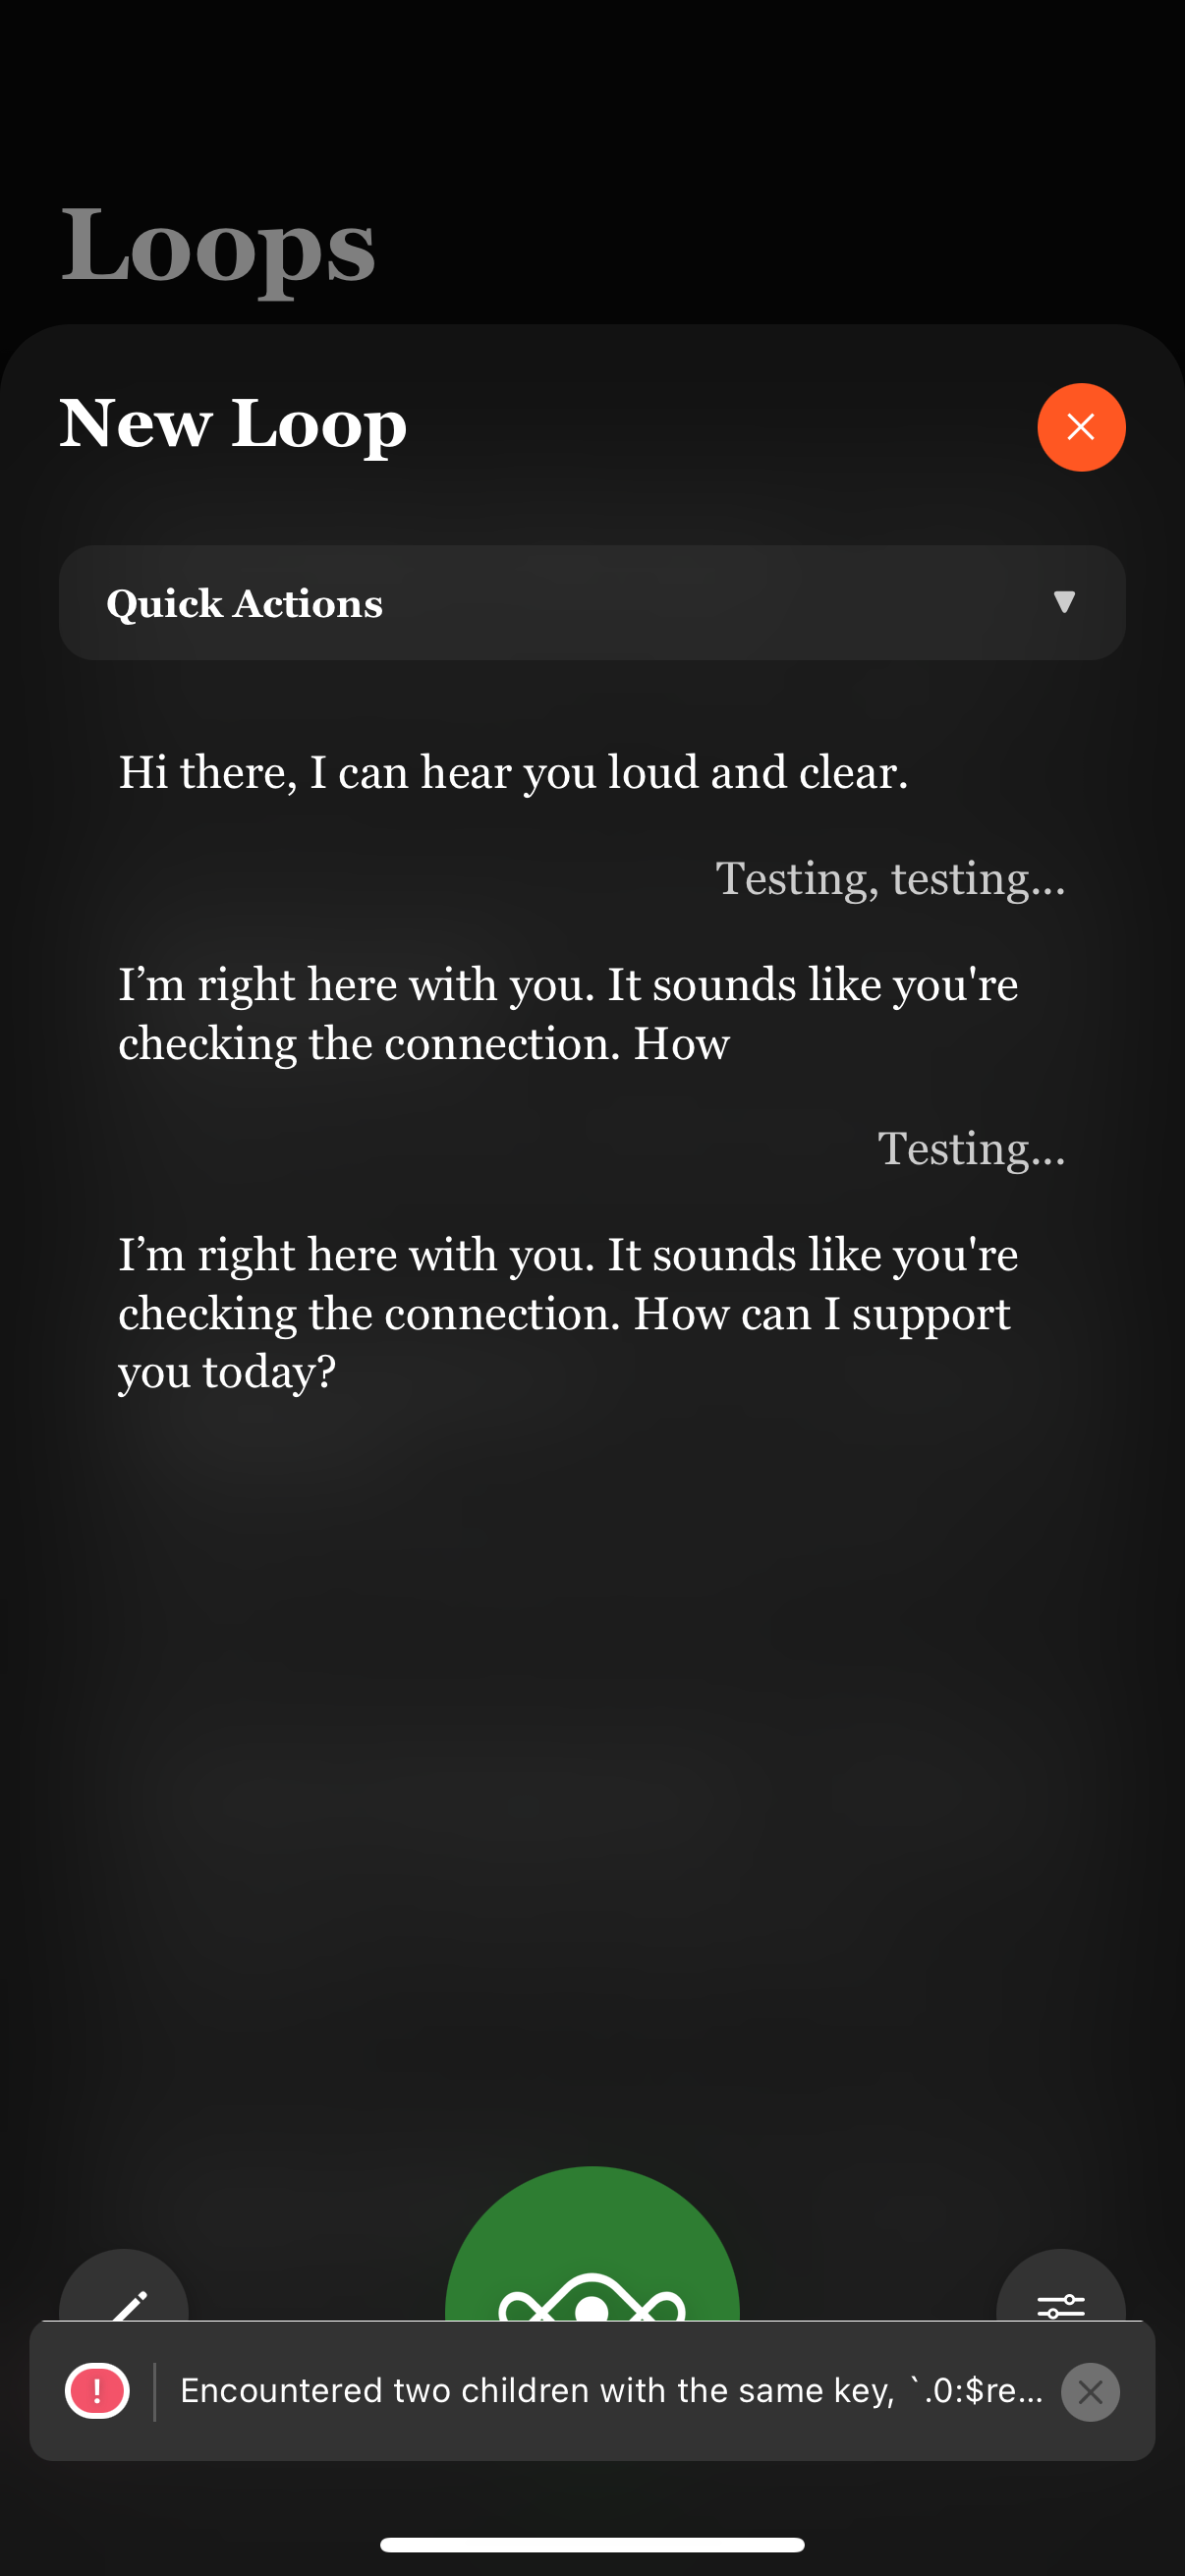 Loops
New Loop
Quick Actions
Hi there, I can hear you loud and clear.
Testing, testing...
I’m right here with you. It sounds like you're
checking the connection. How
Testing...
I’m right here with you. It sounds like you're
checking the connection. How can I support
you today?
! Encountered two children with the same key, `.0:$re...